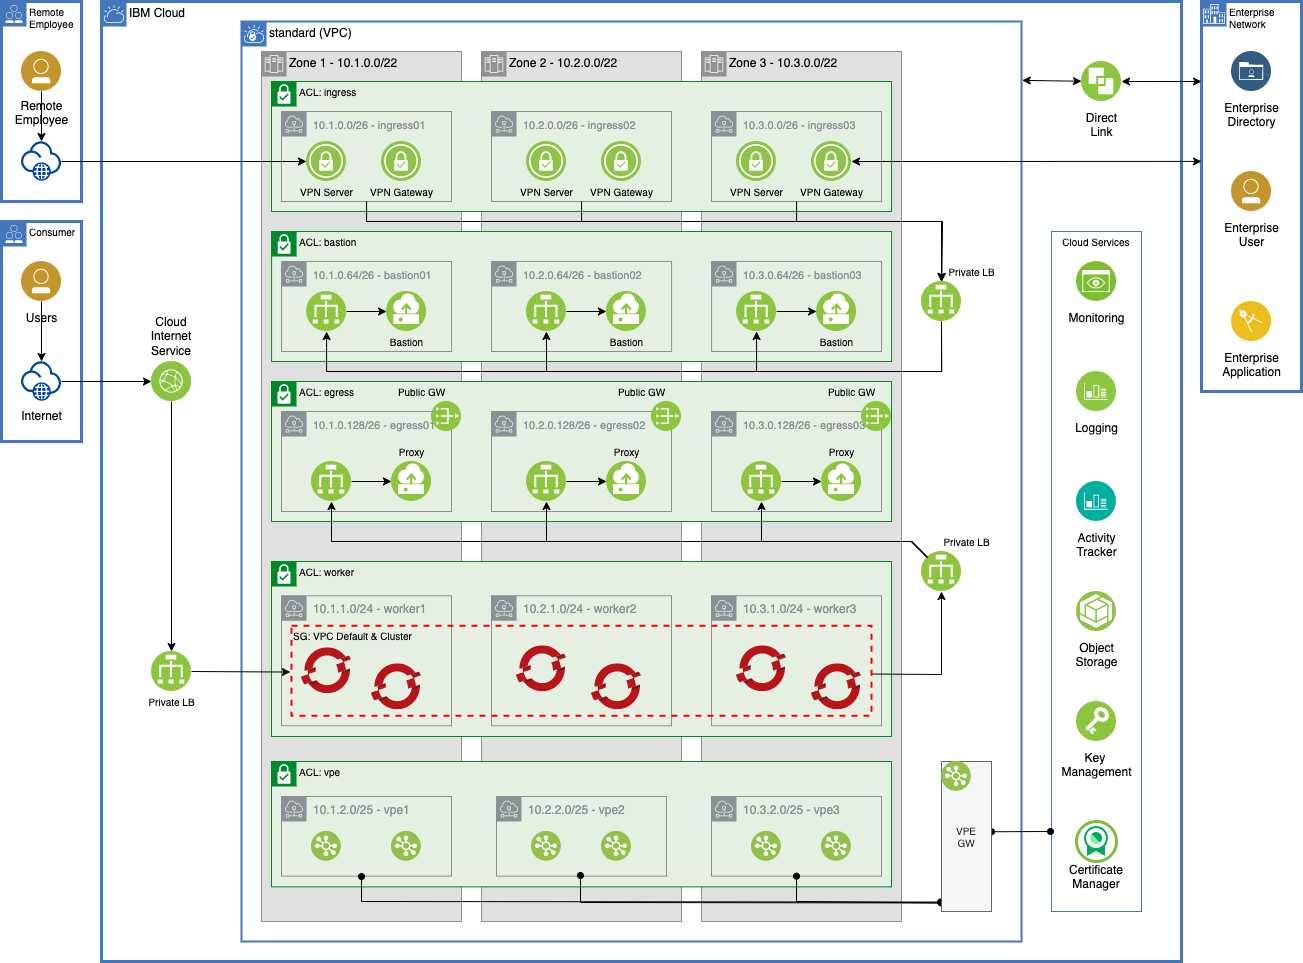 Remote
Employee
Remote
Employee
Consumer
Users
Internet
IBM Cloud
Cloud
Internet
Service
Private LB
standard (VPC)
Zone 1 - 10.1.0.0/22
Zone 2 - 10.2.0.0/22
Zone 3 - 10.3.0.0/22
ACL: ingress
10.1.0.0/26 - ingress01
10.2.0.0/26 - ingress02
10.3.0.0/26 - ingress03
VPN Server
VPN Gateway
VPN Server
VPN Gateway
VPN Server
VPN Gateway
ACL: bastion
10.1.0.64/26 - bastion01
10.2.0.64/26 - bastion02
10.3.0.64/26 - bastion03
Bastion
Bastion
Bastion
Private LB
ACL: egress
Public GW
Public GW
Public GW
10.1.0.128/26 - egress01
10.2.0.128/26 - egress02
10.3.0.128/26 - egress03
Proxy
Proxy
Proxy
Private LB
ACL: worker
10.1.1.0/24 - worker1
10.2.1.0/24 - worker2
10.3.1.0/24 - worker3
SG: VPC Default & Cluster
ACL: vpe
10.1.2.0/25 - vpe1
10.2.2.0/25 - vpe2
10.3.2.0/25 - vpe3
VPE
GW
Direct
Link
Cloud Services
Monitoring
Logging
Activity
Tracker
Object
Storage
Key
Management
Certificate
Manager
Enterprise
Network
Enterprise
Directory
Enterprise
User
Enterprise
Application